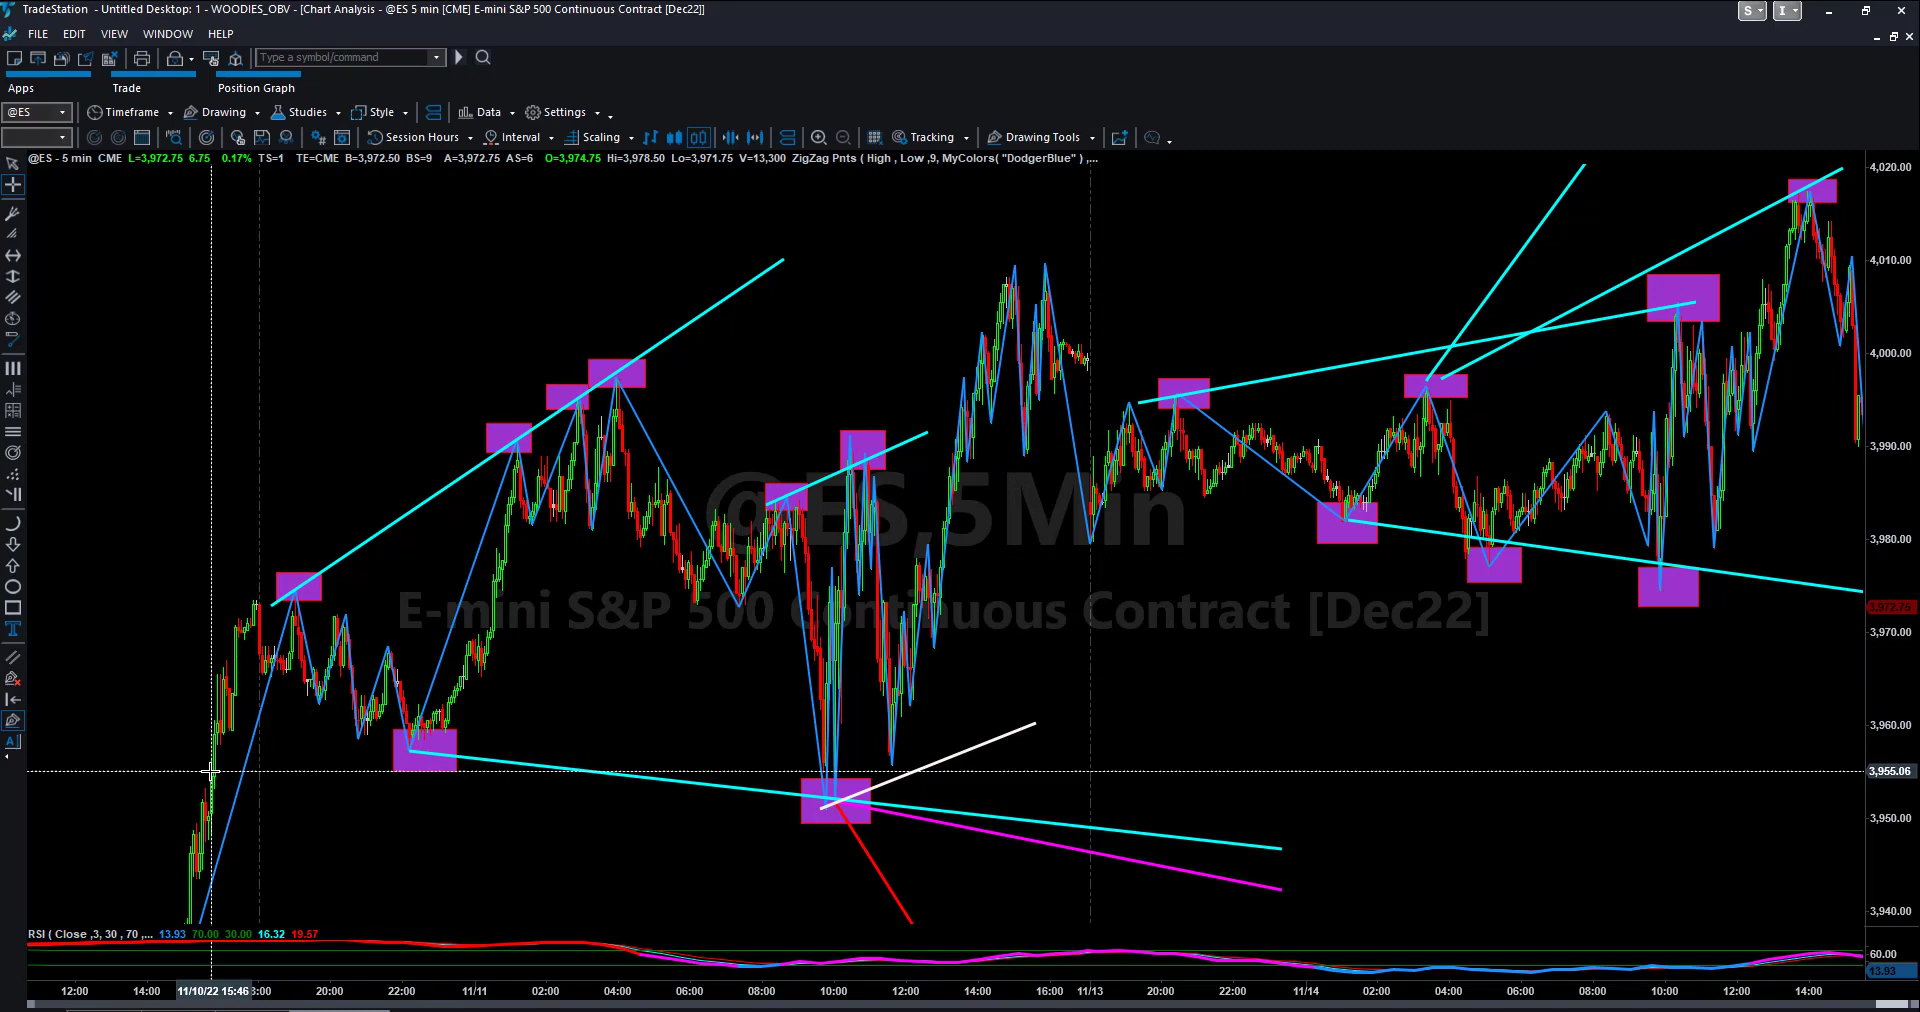 TradeStation - Untitled Desktop: 1 - WOODIES_OBV - [Chart Analysis - @ES 5 min [CME] E-mini S&P 500 Continuous Contract [Dec22]]
S I
FILE EDIT VIEW WINDOW HELP
Type a symbol/command
Apps Trade Position Graph
@ES Timeframe Drawing Studies Style Data Settings
Session Hours Interval Scaling Tracking Drawing Tools
@ES - 5 min CME L=3,972.75 6.75 0.17% TS=1 TE=CME B=3,972.50 BS=9 A=3,972.75 AS=6 O=3,974.75 Hi=3,978.50 Lo=3,971.75 V=13,300 ZigZag Pnts ( High , Low ,9, MyColors( "DodgerBlue" ) ,...
4,020.00
4,010.00
4,000.00
3,990.00
3,980.00
3,972.75
3,970.00
3,960.00
3,955.06
3,950.00
3,940.00
@ES,5Min
E-mini S&P 500 Continuous Contract [Dec22]
RSI ( Close ,3, 30 , 70 ,... 13.93 70.00 30.00 16.32 19.57
60.00
13.93
12:00 14:00 11/10/22 15:46 20:00 22:00 11/11 02:00 04:00 06:00 08:00 10:00 12:00 14:00 16:00 11/13 20:00 22:00 11/14 02:00 04:00 06:00 08:00 10:00 12:00 14:00